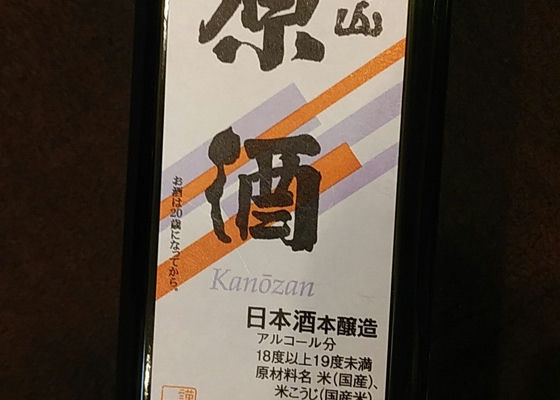 山
原酒
お酒は20歳になってから。
Kanōzan
日本酒本醸造
アルコール分
18度以上19度未満
原材料名 米(国産)、
米こうじ(国産米)